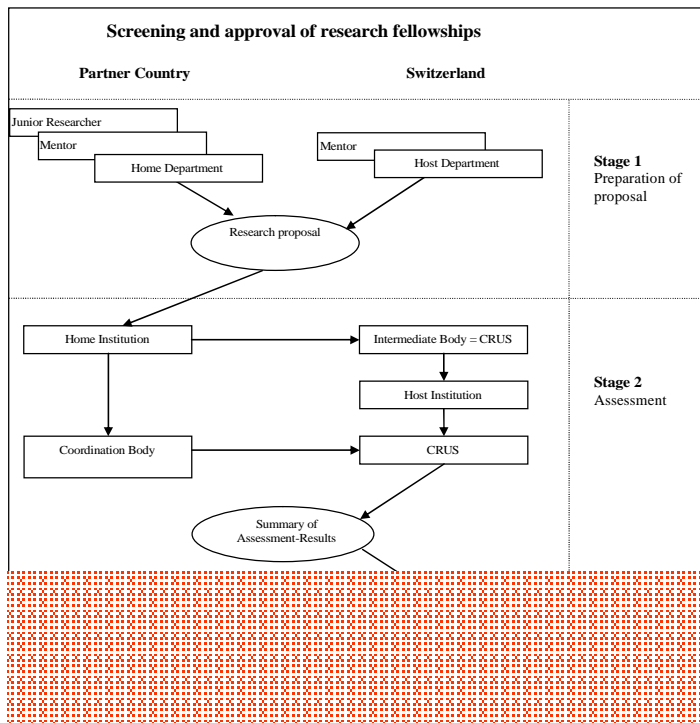 Screening and approval of research fellowships
Partner Country
Switzerland
Junior Researcher
Mentor
Home Department
Mentor
Host Department
Stage 1
Preparation of
proposal
Research proposal
Home Institution
Intermediate Body = CRUS
Host Institution
Stage 2
Assessment
Coordination Body
CRUS
Summary of
Assessment-Results